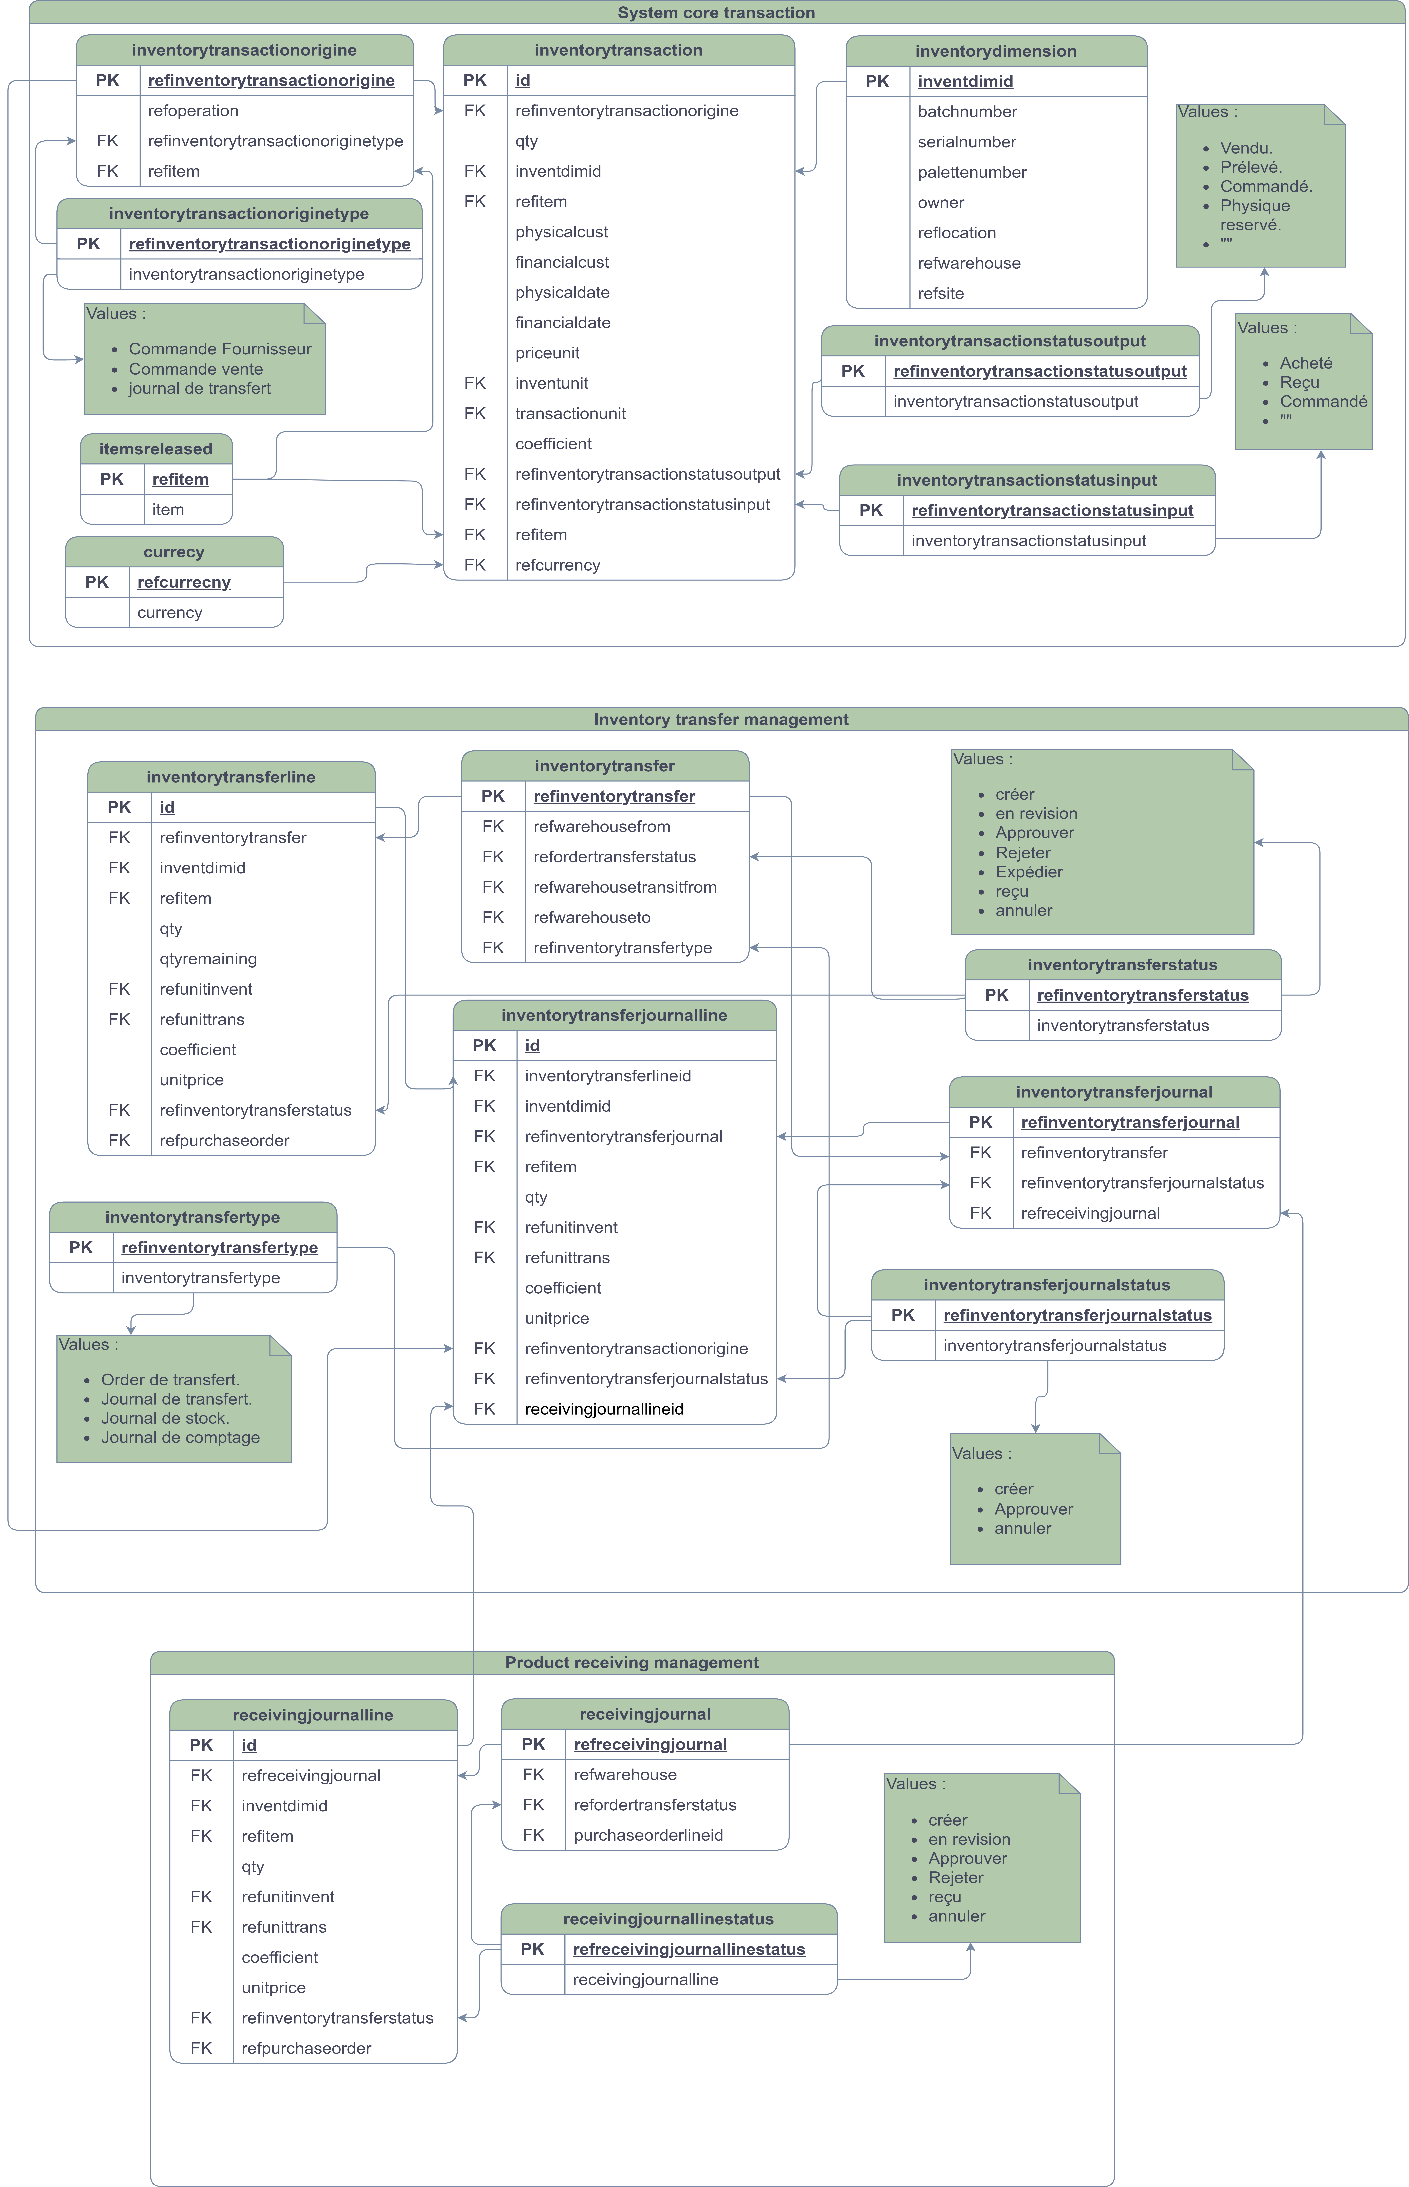 System core transaction
inventorytransactionorigine
PK refinventorytransactionorigine
refoperation
FK refinventorytransactionoriginetype
FK refitem
inventorytransactionoriginetype
PK refinventorytransactionoriginetype
inventorytransactionoriginetype
Values :
Commande Fournisseur
Commande vente
journal de transfert
itemsreleased
PK refitem
item
currecy
PK refcurrecny
currency
inventorytransaction
PK id
FK refinventorytransactionorigine
qty
FK inventdimid
FK refitem
physicalcust
financialcust
physicaldate
financialdate
priceunit
FK inventunit
FK transactionunit
coefficient
FK refinventorytransactionstatusoutput
FK refinventorytransactionstatusinput
FK refitem
FK refcurrency
inventorydimension
PK inventdimid
batchnumber
serialnumber
palettenumber
owner
reflocation
refwarehouse
refsite
Values :
Vendu.
Prélevé.
Commandé.
Physique
reservé.
""
inventorytransactionstatusoutput
PK refinventorytransactionstatusoutput
inventorytransactionstatusoutput
Values :
Acheté
Reçu
Commandé
""
inventorytransactionstatusinput
PK refinventorytransactionstatusinput
inventorytransactionstatusinput
Inventory transfer management
inventorytransferline
PK id
FK refinventorytransfer
FK inventdimid
FK refitem
qty
qtyremaining
FK refunitinvent
FK refunittrans
coefficient
unitprice
FK refinventorytransferstatus
FK refpurchaseorder
inventorytransfer
PK refinventorytransfer
FK refwarehousefrom
FK refordertransferstatus
FK refwarehousetransitfrom
FK refwarehouseto
FK refinventorytransfertype
Values :
créer
en revision
Approuver
Rejeter
Expédier
reçu
annuler
inventorytransferstatus
PK refinventorytransferstatus
inventorytransferstatus
inventorytransferjournalline
PK id
FK inventorytransferlineid
FK inventdimid
FK refinventorytransferjournal
FK refitem
qty
FK refunitinvent
FK refunittrans
coefficient
unitprice
FK refinventorytransactionorigine
FK refinventorytransferjournalstatus
FK receivingjournallineid
inventorytransferjournal
PK refinventorytransferjournal
FK refinventorytransfer
FK refinventorytransferjournalstatus
FK refreceivingjournal
inventorytransfertype
PK refinventorytransfertype
inventorytransfertype
Values :
Order de transfert.
Journal de transfert.
Journal de stock.
Journal de comptage
inventorytransferjournalstatus
PK refinventorytransferjournalstatus
inventorytransferjournalstatus
Values :
créer
Approuver
annuler
Product receiving management
receivingjournalline
PK id
FK refreceivingjournal
FK inventdimid
FK refitem
qty
FK refunitinvent
FK refunittrans
coefficient
unitprice
FK refinventorytransferstatus
FK refpurchaseorder
receivingjournal
PK refreceivingjournal
FK refwarehouse
FK refordertransferstatus
FK purchaseorderlineid
receivingjournallinestatus
PK refreceivingjournallinestatus
receivingjournalline
Values :
créer
en revision
Approuver
Rejeter
reçu
annuler